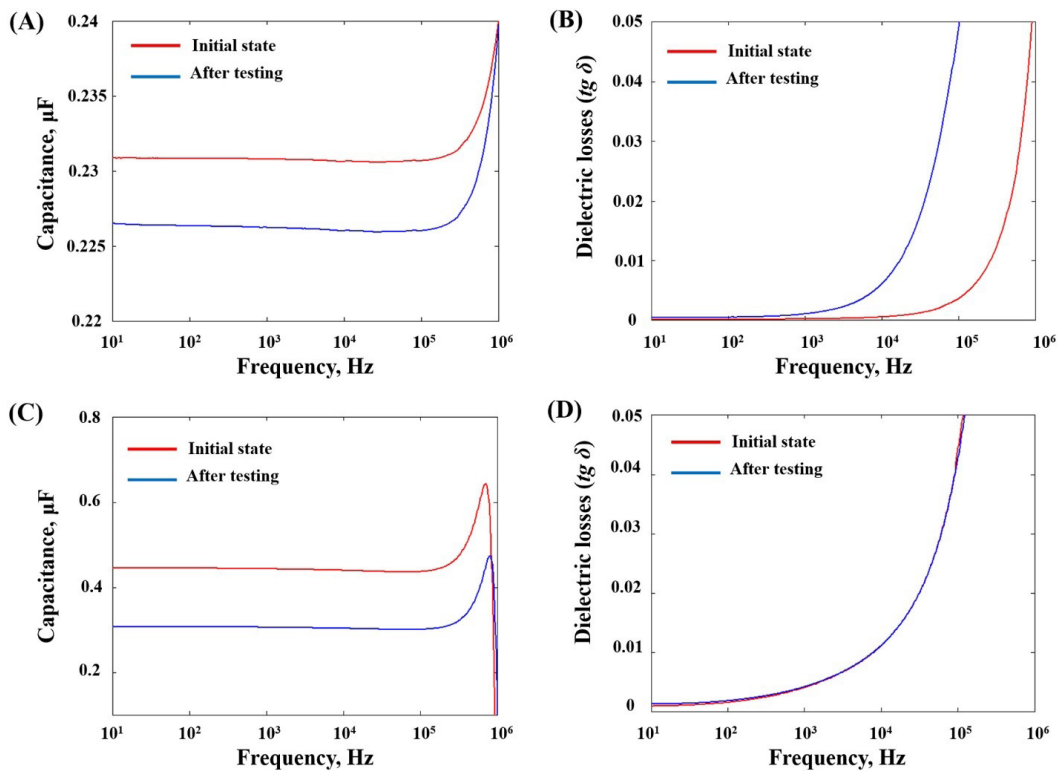 (A)
Capacitance, μF
0.24
0.235
0.23
0.225
0.22
Initial state
After testing
10¹ 10² 10³ 10⁴ 10⁵ 10⁶
Frequency, Hz
(B)
Dielectric losses (tg δ)
0.05
0.04
0.03
0.02
0.01
0
Initial state
After testing
10¹ 10² 10³ 10⁴ 10⁵ 10⁶
Frequency, Hz
(C)
Capacitance, μF
0.8
0.6
0.4
0.2
Initial state
After testing
10¹ 10² 10³ 10⁴ 10⁵ 10⁶
Frequency, Hz
(D)
Dielectric losses (tg δ)
0.05
0.04
0.03
0.02
0.01
0
Initial state
After testing
10¹ 10² 10³ 10⁴ 10⁵ 10⁶
Frequency, Hz